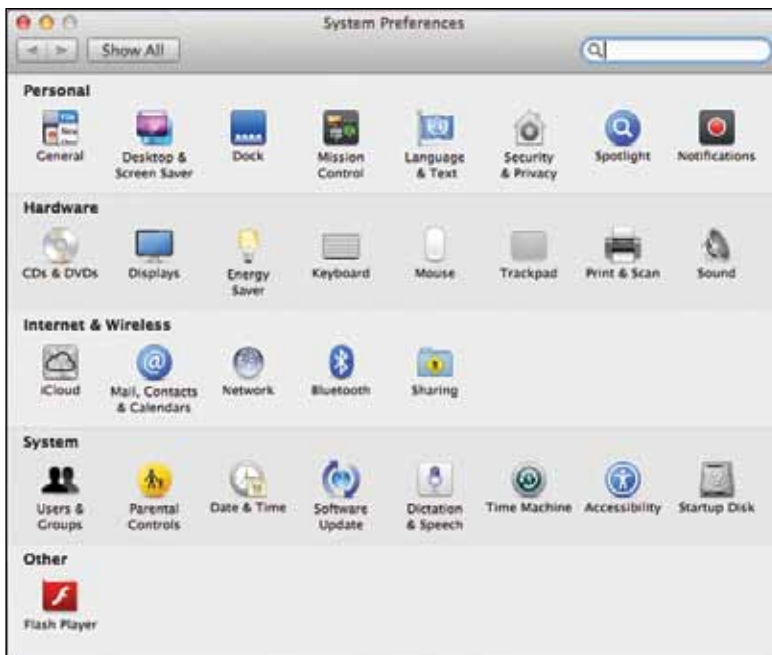 System Preferences
Show All
Personal
General
Desktop & Screen Saver
Dock
Mission Control
Language & Text
Security & Privacy
Spotlight
Notifications
Hardware
CDs & DVDs
Displays
Energy Saver
Keyboard
Mouse
Trackpad
Print & Scan
Sound
Internet & Wireless
iCloud
Mail, Contacts & Calendars
Network
Bluetooth
Sharing
System
Users & Groups
Parental Controls
Date & Time
Software Update
Dictation & Speech
Time Machine
Accessibility
Startup Disk
Other
Flash Player